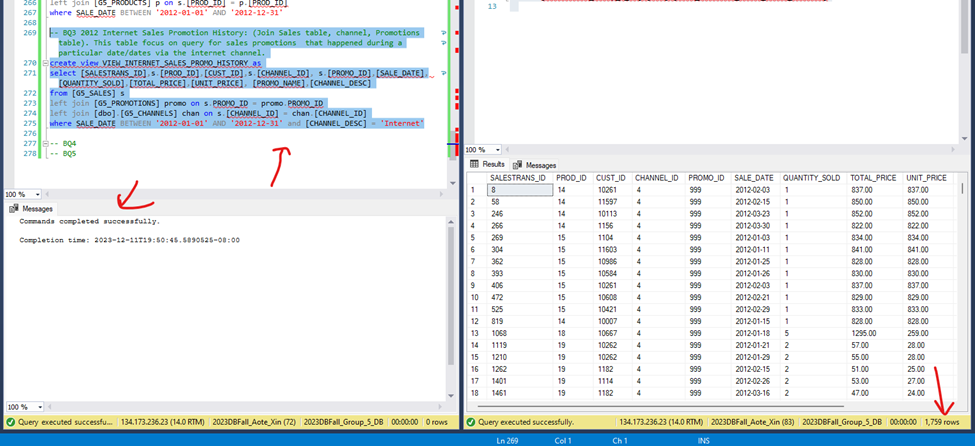 266 left join [G5_PRODUCTS] p on s.[PROD_ID] = p.[PROD_ID]
267 where SALE_DATE BETWEEN '2012-01-01' AND '2012-12-31'
268
269 -- BQ3 2012 Internet Sales Promotion History: (Join Sales table, channel, Promotions
table). This table focus on query for sales promotions that happened during a
particular date/dates via the internet channel.
270 create view VIEW_INTERNET_SALES_PROMO_HISTORY as
271 select [SALESTRANS_ID],s.[PROD_ID],[CUST_ID],s.[CHANNEL_ID], s.[PROMO_ID],[SALE_DATE],
[QUANTITY_SOLD],[TOTAL_PRICE],[UNIT_PRICE], [PROMO_NAME],[CHANNEL_DESC]
272 from [G5_SALES] s
273 left join [G5_PROMOTIONS] promo on s.PROMO_ID = promo.PROMO_ID
274 left join [dbo].[G5_CHANNELS] chan on s.[CHANNEL_ID] = chan.[CHANNEL_ID]
275 where SALE_DATE BETWEEN '2012-01-01' AND '2012-12-31' and [CHANNEL_DESC] = 'Internet'
277 -- BQ4
278 -- BQ5
100 %
Messages
Commands completed successfully.
Completion time: 2023-12-11T19:50:45.5890525-08:00
100 %
Query executed successfu... 134.173.236.23 (14.0 RTM) 2023DBFall_Aote_Xin (72) 2023DBFall_Group_5_DB 00:00:00 0 rows
13
100 %
Results Messages
SALESTRANS_ID PROD_ID CUST_ID CHANNEL_ID PROMO_ID SALE_DATE QUANTITY_SOLD TOTAL_PRICE UNIT_PRICE
1 8 14 10261 4 999 2012-02-03 1 837.00 837.00
2 58 14 11597 4 999 2012-02-15 1 850.00 850.00
3 246 14 10113 4 999 2012-03-23 1 852.00 852.00
4 266 14 1156 4 999 2012-03-30 1 822.00 822.00
5 269 15 1104 4 999 2012-01-03 1 834.00 834.00
6 304 15 11603 4 999 2012-01-11 1 841.00 841.00
7 362 15 10986 4 999 2012-01-25 1 828.00 828.00
8 393 15 10584 4 999 2012-01-26 1 830.00 830.00
9 406 15 10261 4 999 2012-02-03 1 837.00 837.00
10 472 15 10608 4 999 2012-02-21 1 829.00 829.00
11 525 15 10421 4 999 2012-02-29 1 833.00 833.00
12 819 14 10007 4 999 2012-01-15 1 828.00 828.00
13 1068 18 10667 4 999 2012-01-18 5 1295.00 259.00
14 1119 19 10262 4 999 2012-01-21 2 57.00 28.00
15 1210 19 10262 4 999 2012-01-29 2 55.00 28.00
16 1262 19 1182 4 999 2012-02-15 2 51.00 25.00
17 1401 19 1114 4 999 2012-02-26 2 53.00 27.00
18 1461 19 1182 4 999 2012-03-16 2 47.00 24.00
Query executed successfully. 134.173.236.23 (14.0 RTM) 2023DBFall_Aote_Xin (83) 2023DBFall_Group_5_DB 00:00:00 1,759 rows
Ln 269 Col 1 Ch 1 INS